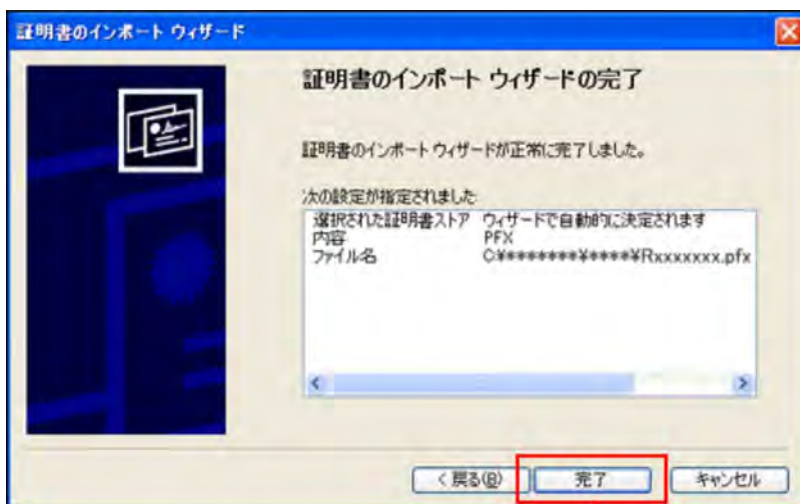 証明書のインポート ウィザード
証明書のインポート ウィザードの完了
証明書のインポート ウィザードが正常に完了しました。
次の設定が指定されました
選択された証明書ストア ウィザードで自動的に決定されます
内容 PFX
ファイル名 C¥********¥****¥Rxxxxxxx.pfx
< 戻る(B) 完了 キャンセル